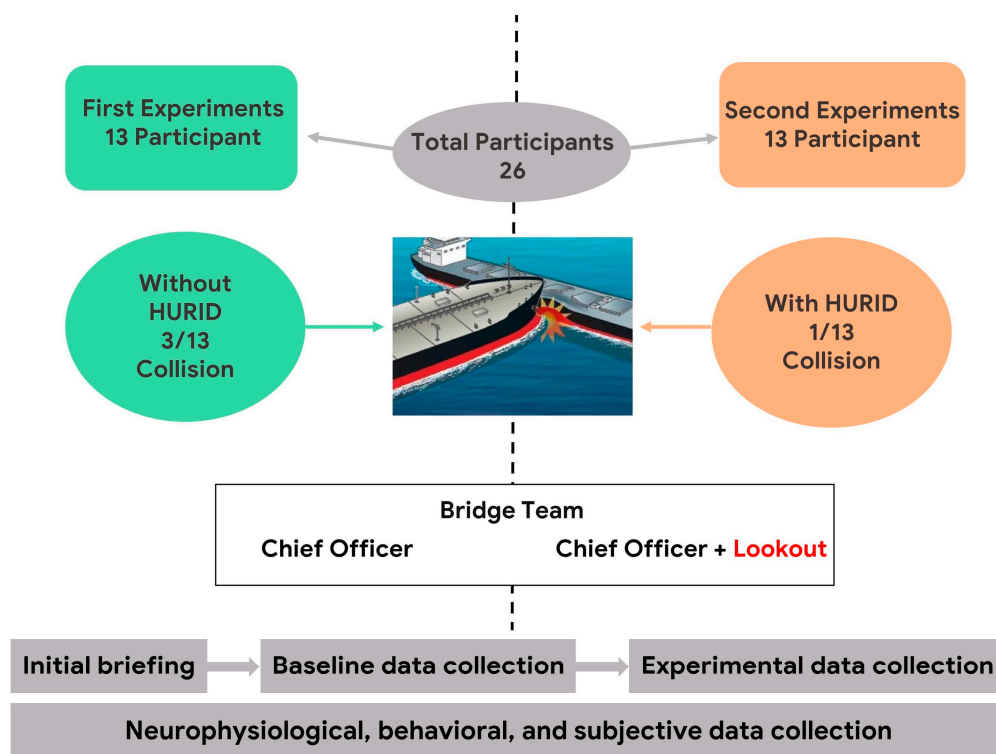 First Experiments
13 Participant
Total Participants
26
Second Experiments
13 Participant
Without
HURID
3/13
Collision
With HURID
1/13
Collision
Bridge Team
Chief Officer
Chief Officer + Lookout
Initial briefing
Baseline data collection
Experimental data collection
Neurophysiological, behavioral, and subjective data collection